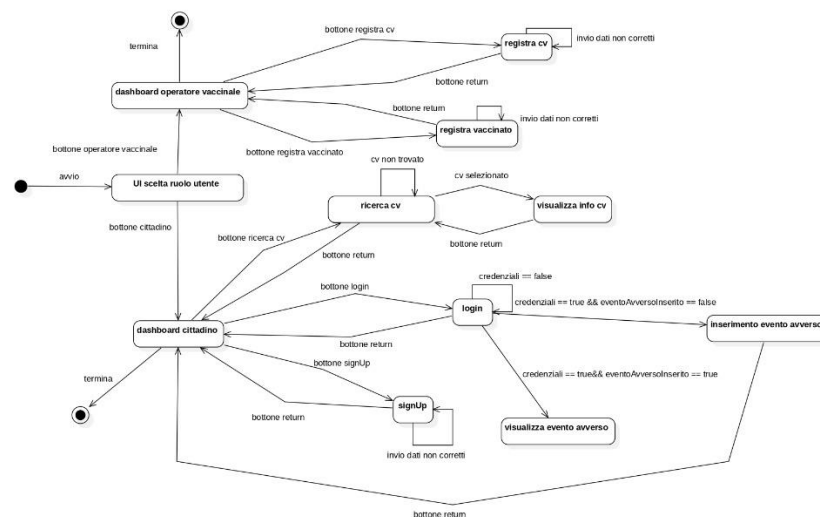 bottone registra cv
registra cv
invio dati non corretti
termina
bottone return
dashboard operatore vaccinale
bottone return
registra vaccinato
invio dati non corretti
bottone operatore vaccinale
bottone registra vaccinato
avvio
UI scelta ruolo utente
cv non trovato
cv selezionato
ricerca cv
visualizza info cv
bottone cittadino
bottone ricerca cv
bottone return
bottone return
credenziali == false
bottone login
login
credenziali == true && eventoAvversoInserito == false
dashboard cittadino
inserimento evento avverso
bottone return
bottone signUp
termina
credenziali == true&& eventoAvversoInserito == true
signUp
bottone return
visualizza evento avverso
invio dati non corretti
bottone return